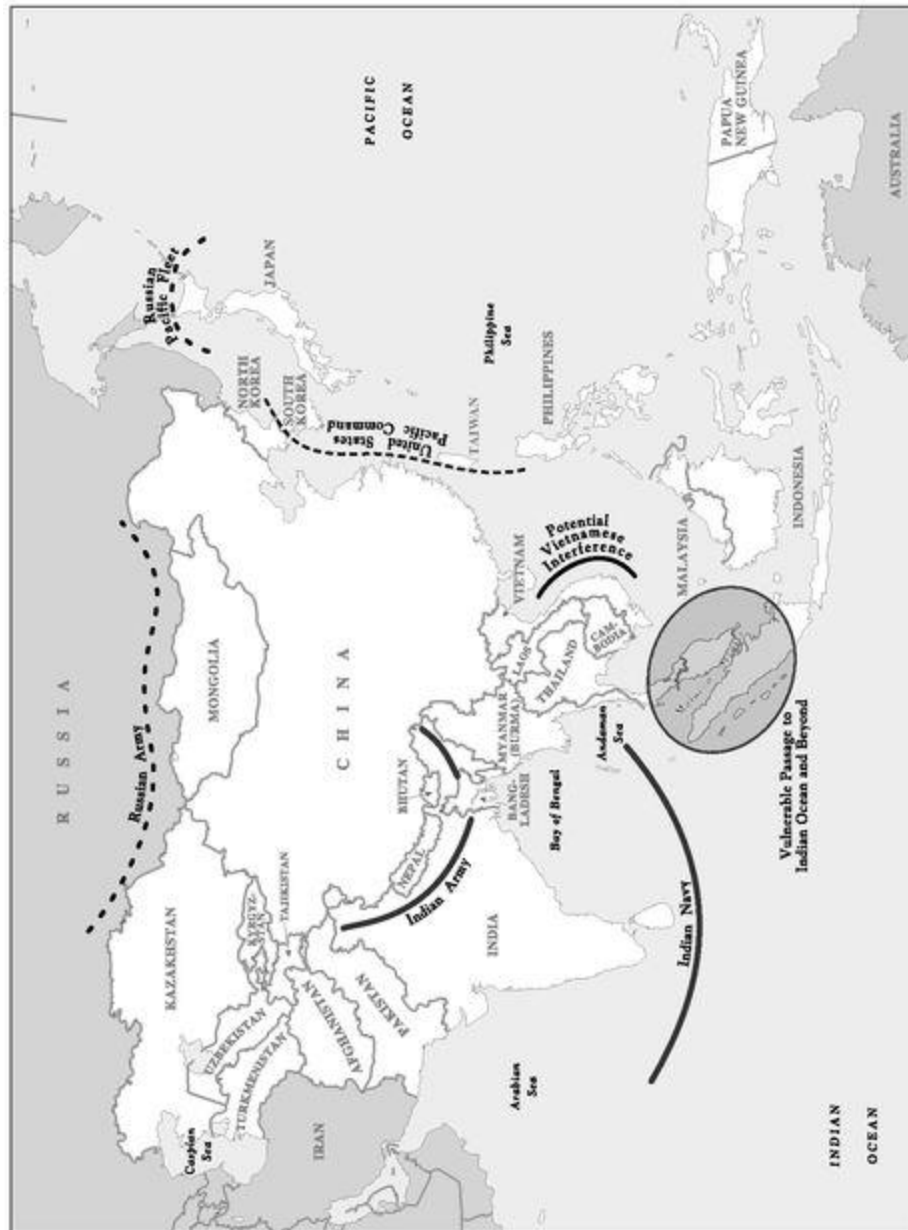 RUSSIA
Russian Army
Caspian
Sea
KAZAKHSTAN
MONGOLIA
Russian
Pacific Fleet
UZBEKISTAN
KYRGYZ-
STAN
TAJIKISTAN
TURKMENISTAN
CHINA
NORTH
KOREA
JAPAN
SOUTH
KOREA
PACIFIC
OCEAN
IRAN
AFGHANISTAN
PAKISTAN
United States
Pacific Command
NEPAL
BHUTAN
Indian Army
INDIA
BANG-
LADESH
MYANMAR
(BURMA)
LAOS
VIETNAM
THAILAND
CAM-
BODIA
TAIWAN
Philippine
Sea
PHILIPPINES
Potential
Vietnamese
Interference
Arabian
Sea
Bay of Bengal
Andaman
Sea
MALAYSIA
Indian Navy
INDONESIA
PAPUA
NEW GUINEA
Vulnerable Passage to
Indian Ocean and Beyond
INDIAN
OCEAN
AUSTRALIA